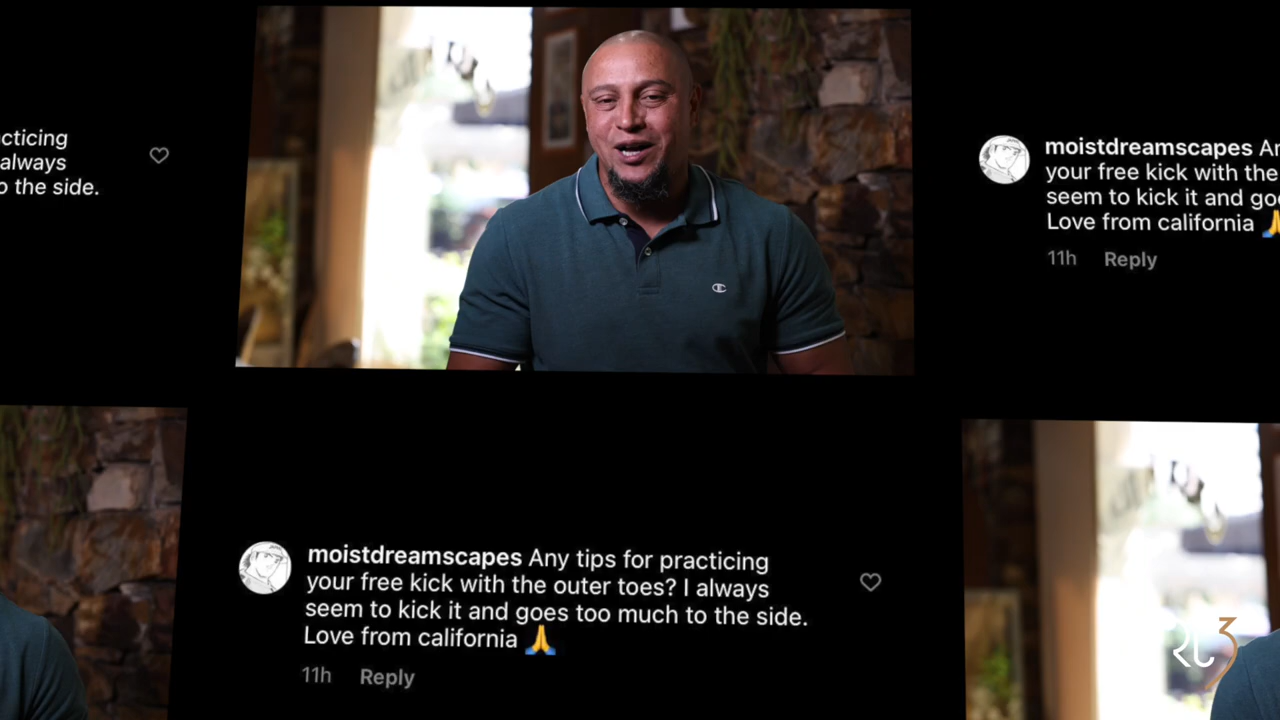 cticing
always
o the side.
moistdreamscapes Ar
your free kick with the
seem to kick it and goe
Love from california 🙏
11h Reply
moistdreamscapes Any tips for practicing
your free kick with the outer toes? I always
seem to kick it and goes too much to the side.
Love from california 🙏
11h Reply
RC3